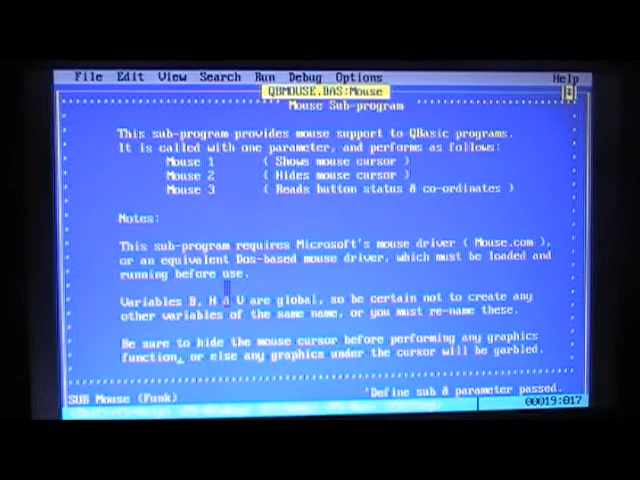 File Edit View Search Run Debug Options Help
QBMOUSE.BAS:Mouse
Mouse Sub-program
This sub-program provides mouse support to QBasic programs.
It is called with one parameter, and performs as follows:
Mouse 1 ( Shows mouse cursor )
Mouse 2 ( Hides mouse cursor )
Mouse 3 ( Reads button status & co-ordinates )
Notes:
This sub-program requires Microsoft's mouse driver ( Mouse.com ),
or an equivalent Dos-based mouse driver, which must be loaded and
running before use.
Variables B, H & V are global, so be certain not to create any
other variables of the same name, or you must re-name these.
Be sure to hide the mouse cursor before performing any graphics
function, or else any graphics under the cursor will be garbled.
SUB Mouse (Funk) 'Define sub & parameter passed.
00019:017